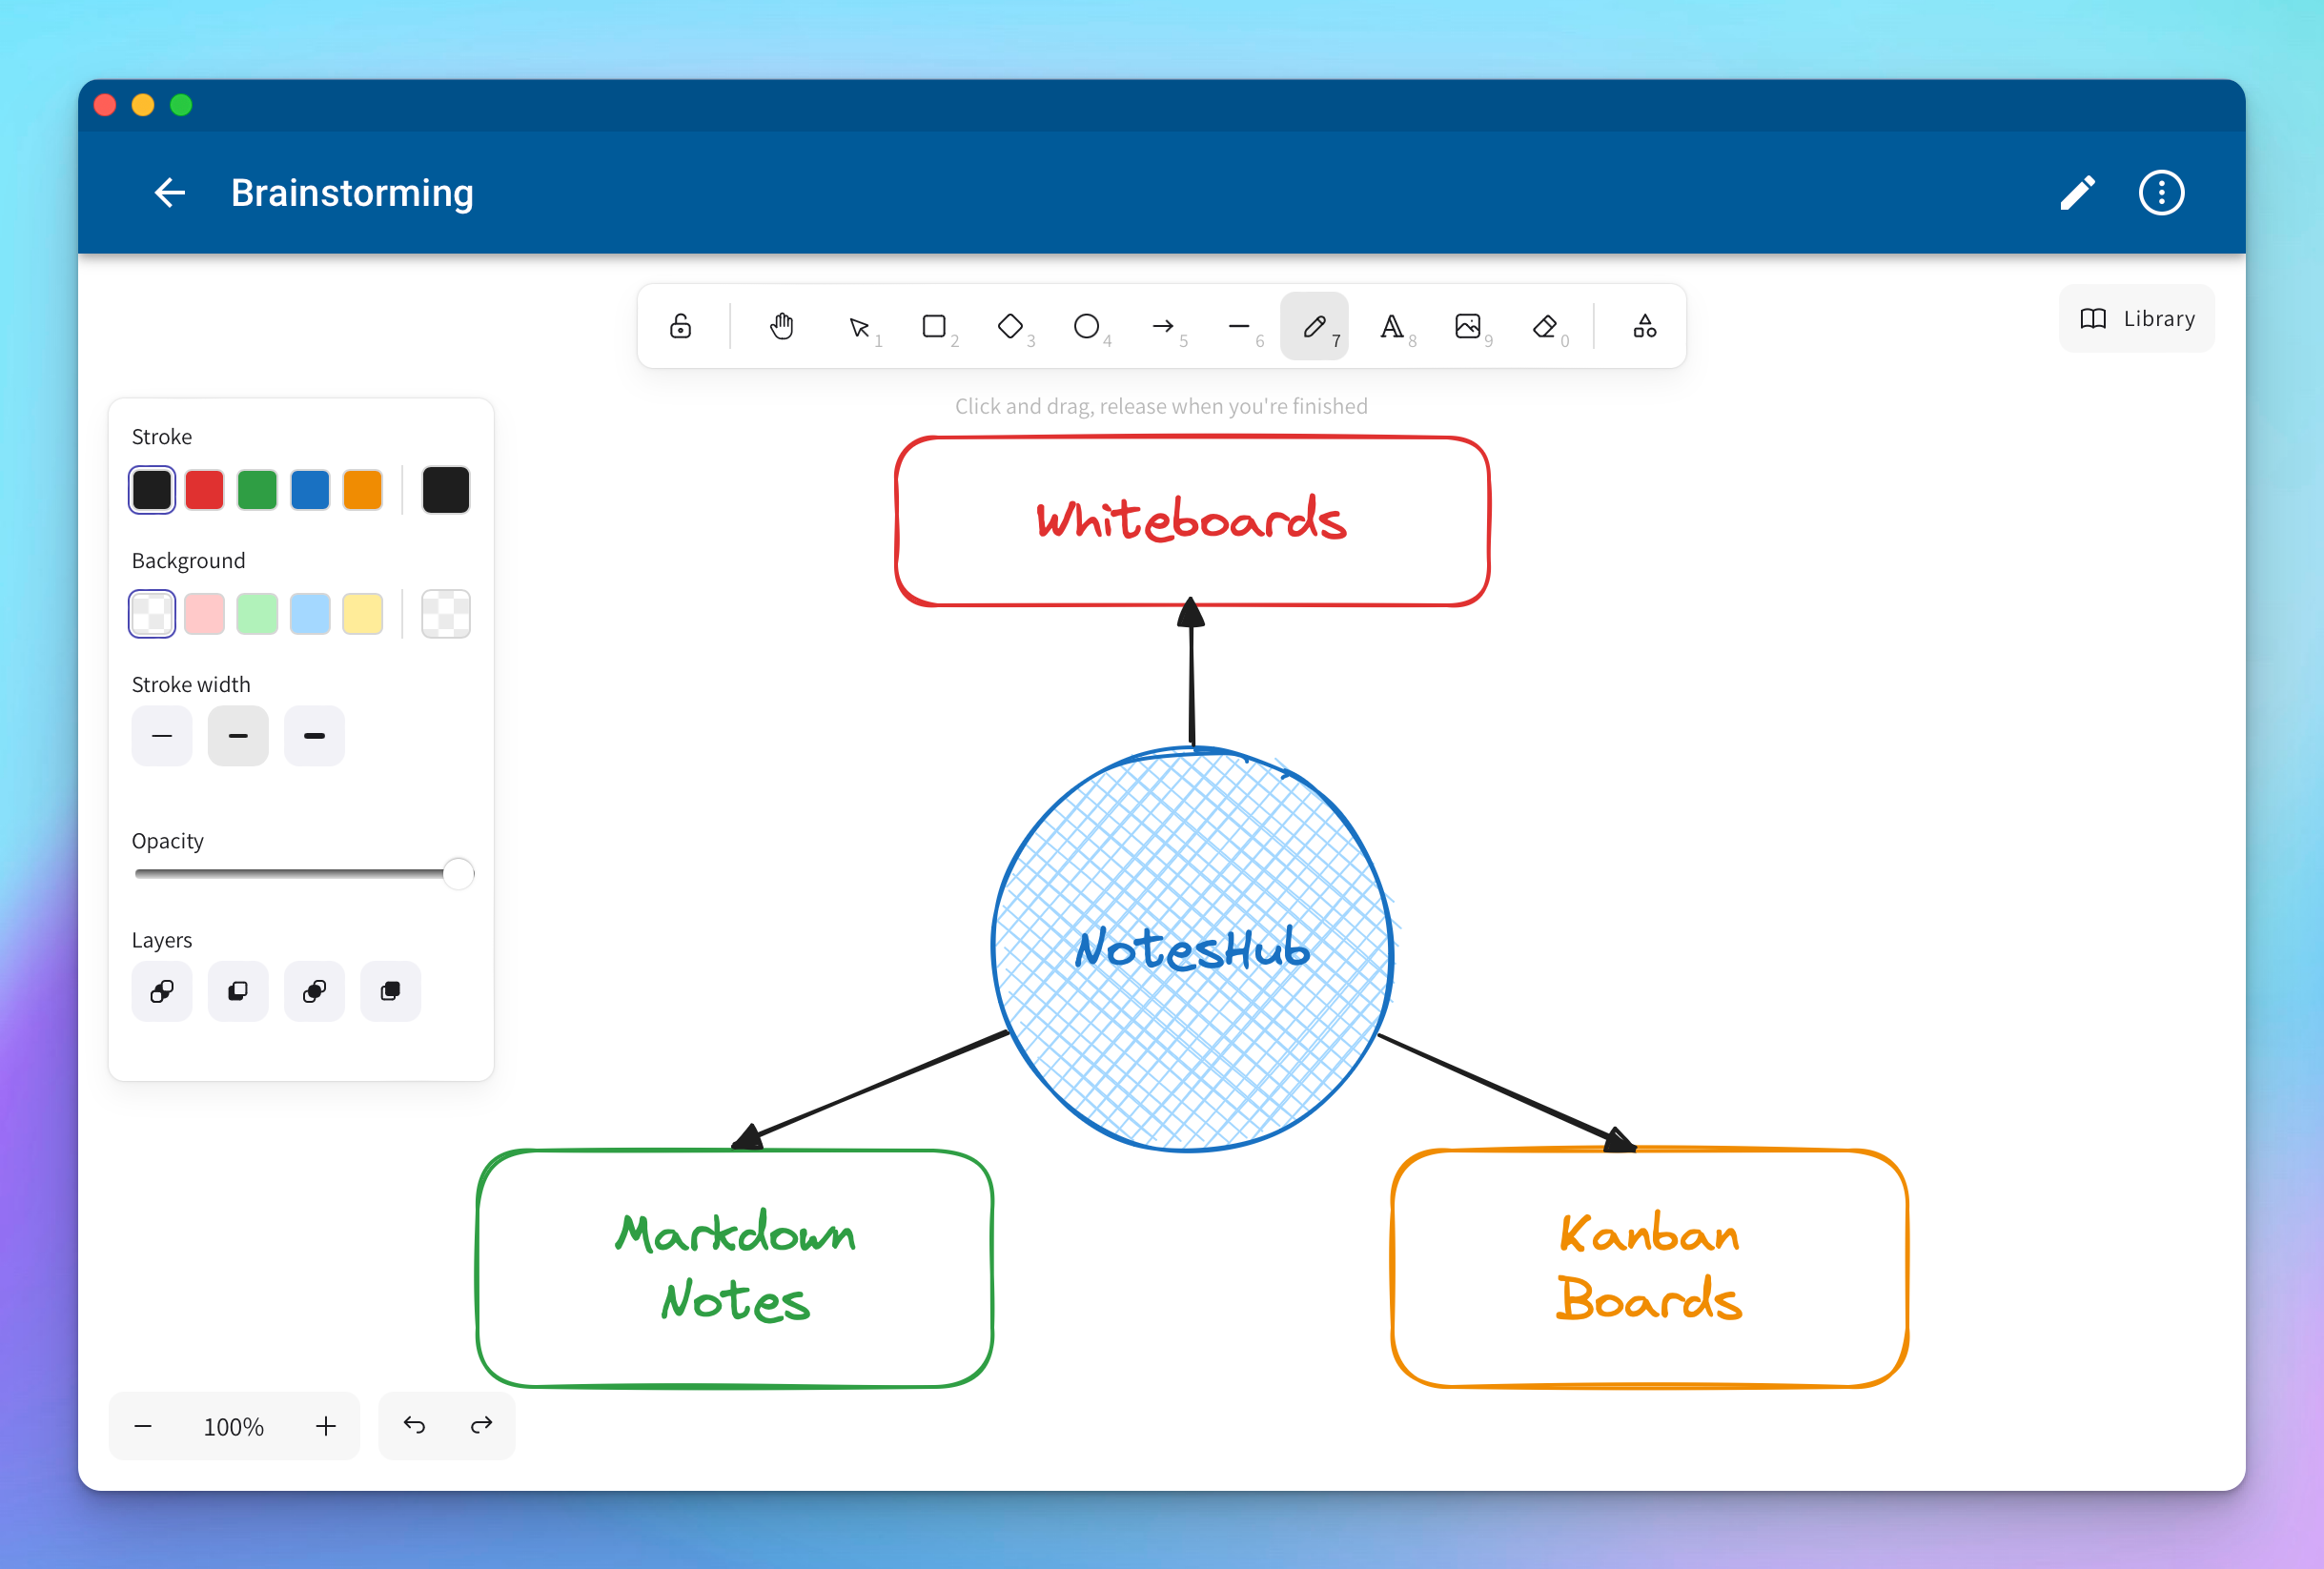 Brainstorming
1 2 3 4 5 6 7 8 9 0
Library
Click and drag, release when you're finished
Stroke
Background
Stroke width
Opacity
Layers
Whiteboards
NotesHub
Markdown
Notes
Kanban
Boards
100%